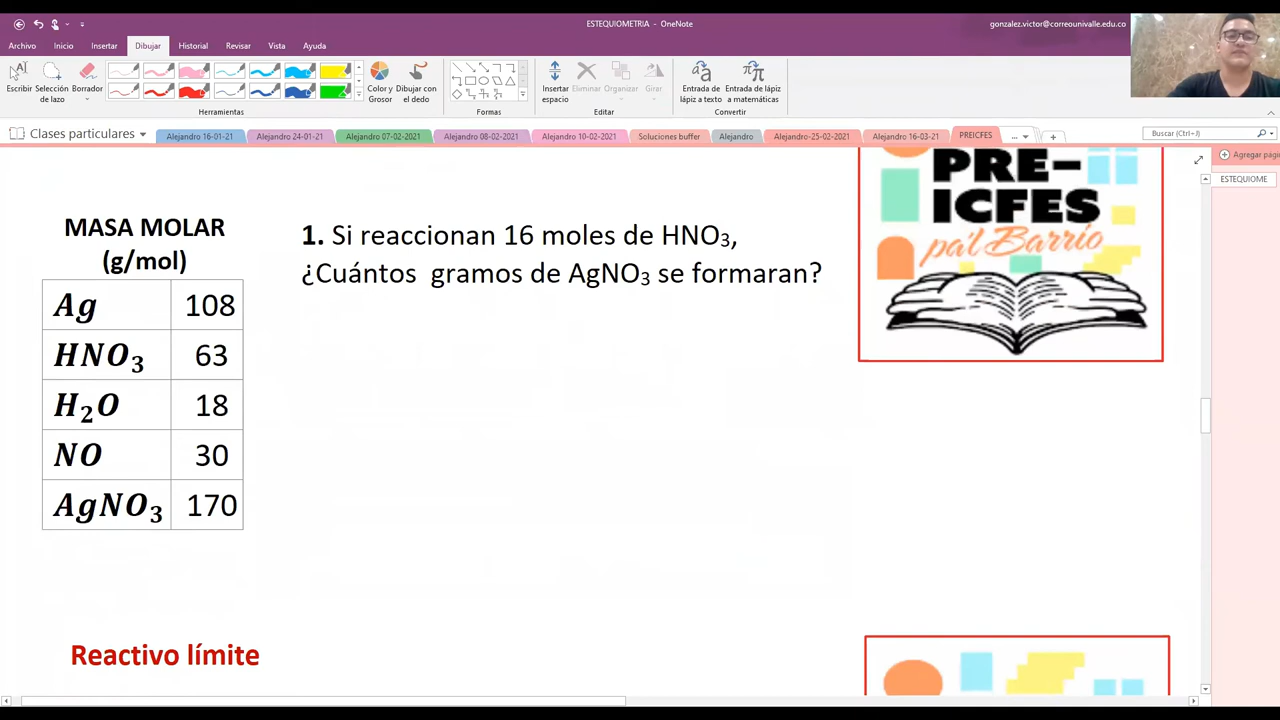 ESTEQUIOMETRIA - OneNote
gonzalez.victor@correounivalle.edu.co
Archivo Inicio Insertar Dibujar Historial Revisar Vista Ayuda
Escribir
Selección de lazo
Borrador
Color y Grosor
Dibujar con el dedo
Insertar espacio
Eliminar
Organizar
Girar
Entrada de lápiz a texto
Entrada de lápiz a matemáticas
Herramientas Formas Editar Convertir
Clases particulares
Alejandro 16-01-21
Alejandro 24-01-21
Alejandro 07-02-2021
Alejandro 08-02-2021
Alejandro 10-02-2021
Soluciones buffer
Alejandro
Alejandro-25-02-2021
Alejandro 16-03-21
PREICFES
...
Buscar (Ctrl+J)
Agregar pági
ESTEQUIOME
PRE-
ICFES
pa'l Barrio
MASA MOLAR
(g/mol)
Ag 108
HNO₃ 63
H₂O 18
NO 30
AgNO₃ 170
1. Si reaccionan 16 moles de HNO₃,
¿Cuántos gramos de AgNO₃ se formaran?
Reactivo límite